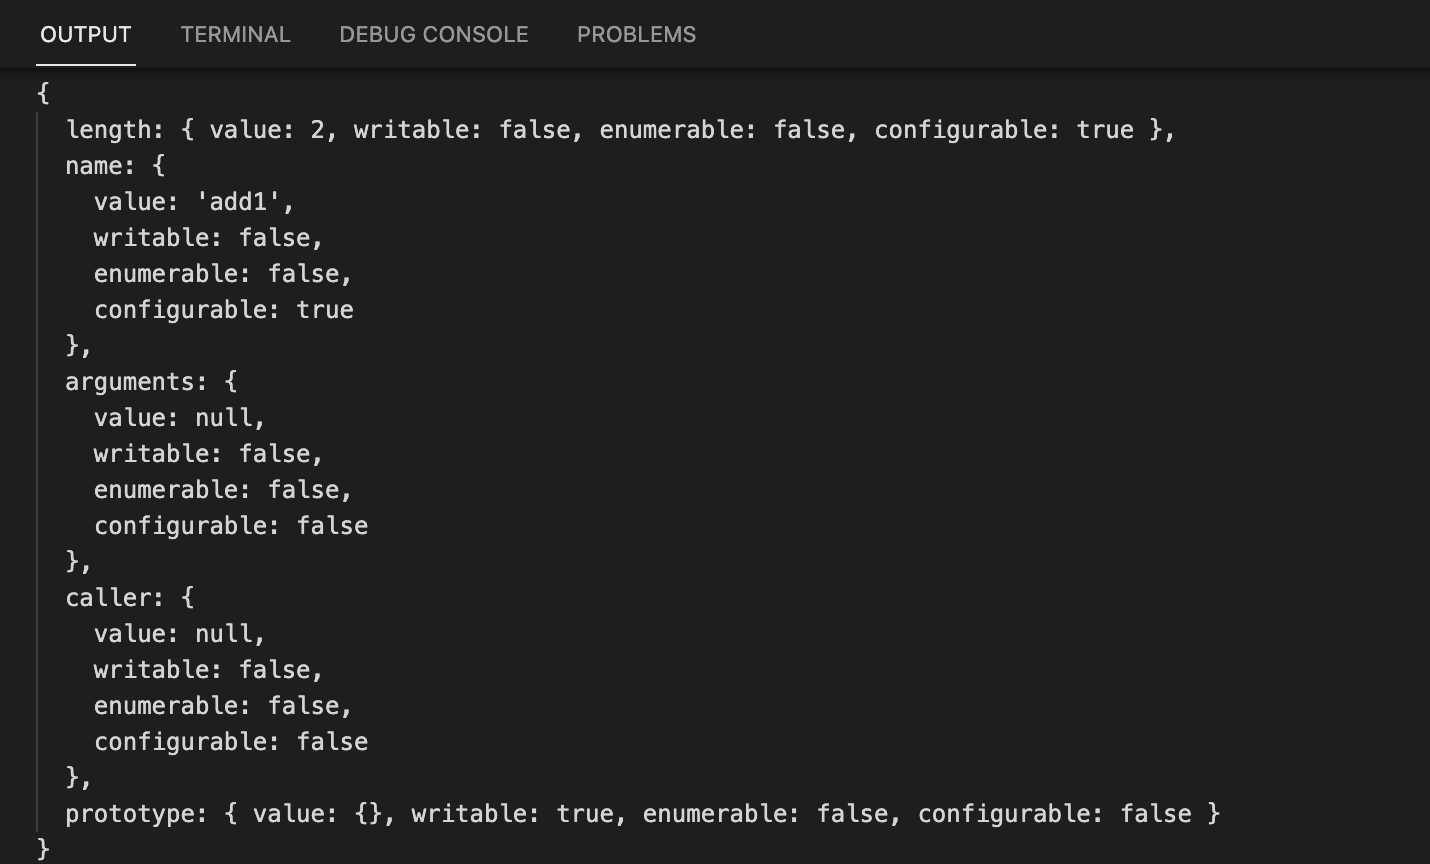 OUTPUT TERMINAL DEBUG CONSOLE PROBLEMS
{
  length: { value: 2, writable: false, enumerable: false, configurable: true },
  name: {
    value: 'add1',
    writable: false,
    enumerable: false,
    configurable: true
  },
  arguments: {
    value: null,
    writable: false,
    enumerable: false,
    configurable: false
  },
  caller: {
    value: null,
    writable: false,
    enumerable: false,
    configurable: false
  },
  prototype: { value: {}, writable: true, enumerable: false, configurable: false }
}